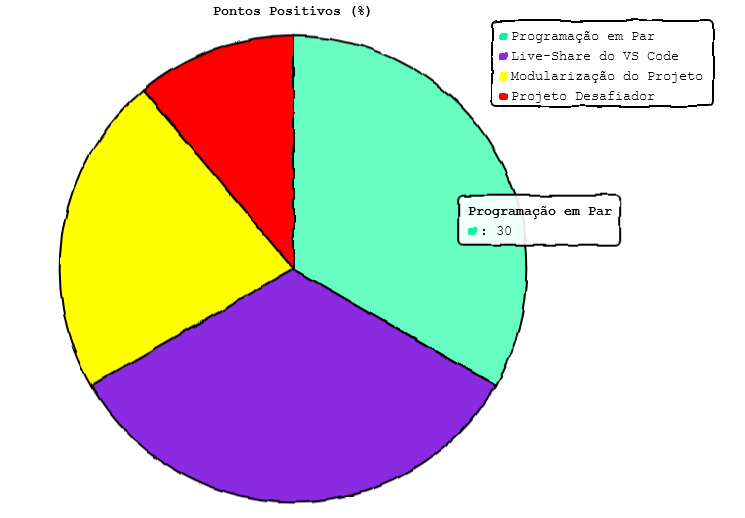 Pontos Positivos (%)
Programação em Par
Live-Share do VS Code
Modularização do Projeto
Projeto Desafiador
Programação em Par
: 30